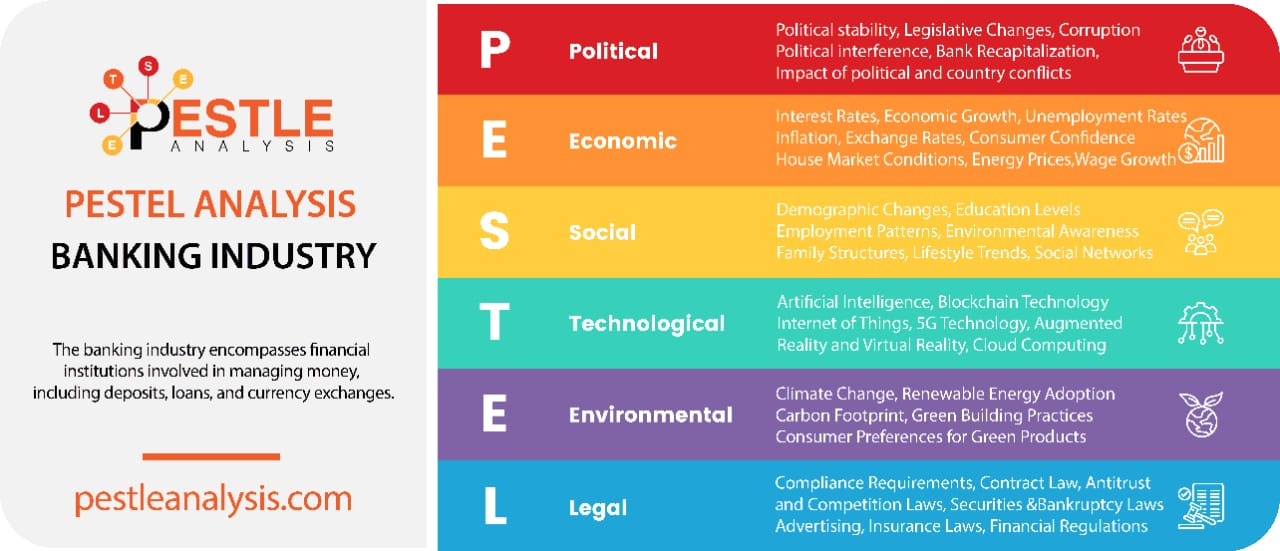 T
S
E
L
E
PESTLE
ANALYSIS
PESTEL ANALYSIS
BANKING INDUSTRY
The banking industry encompasses financial
institutions involved in managing money,
including deposits, loans, and currency exchanges.
pestleanalysis.com
P
Political
Political stability, Legislative Changes, Corruption
Political interference, Bank Recapitalization,
Impact of political and country conflicts
E
Economic
Interest Rates, Economic Growth, Unemployment Rates
Inflation, Exchange Rates, Consumer Confidence
House Market Conditions, Energy Prices,Wage Growth
$
S
Social
Demographic Changes, Education Levels
Employment Patterns, Environmental Awareness
Family Structures, Lifestyle Trends, Social Networks
T
Technological
Artificial Intelligence, Blockchain Technology
Internet of Things, 5G Technology, Augmented
Reality and Virtual Reality, Cloud Computing
E
Environmental
Climate Change, Renewable Energy Adoption
Carbon Footprint, Green Building Practices
Consumer Preferences for Green Products
L
Legal
Compliance Requirements, Contract Law, Antitrust
and Competition Laws, Securities &Bankruptcy Laws
Advertising, Insurance Laws, Financial Regulations